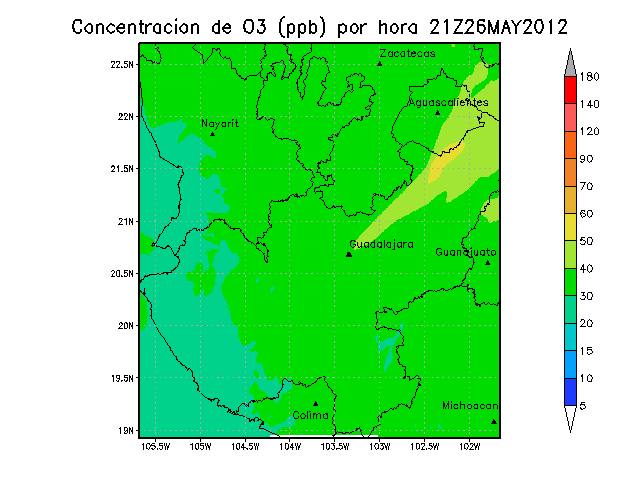 Concentracion de O3 (ppb) por hora 21Z26MAY2012
Zacatecas
22.5N
180
Aguascalientes
140
22N
Nayarit
120
21.5N
90
70
21N
60
Guadalajara
50
Guanajuato
20.5N
40
30
20N
20
15
19.5N
10
Michoacan
5
Colima
19N
105.5W 105W 104.5W 104W 103.5W 103W 102.5W 102W